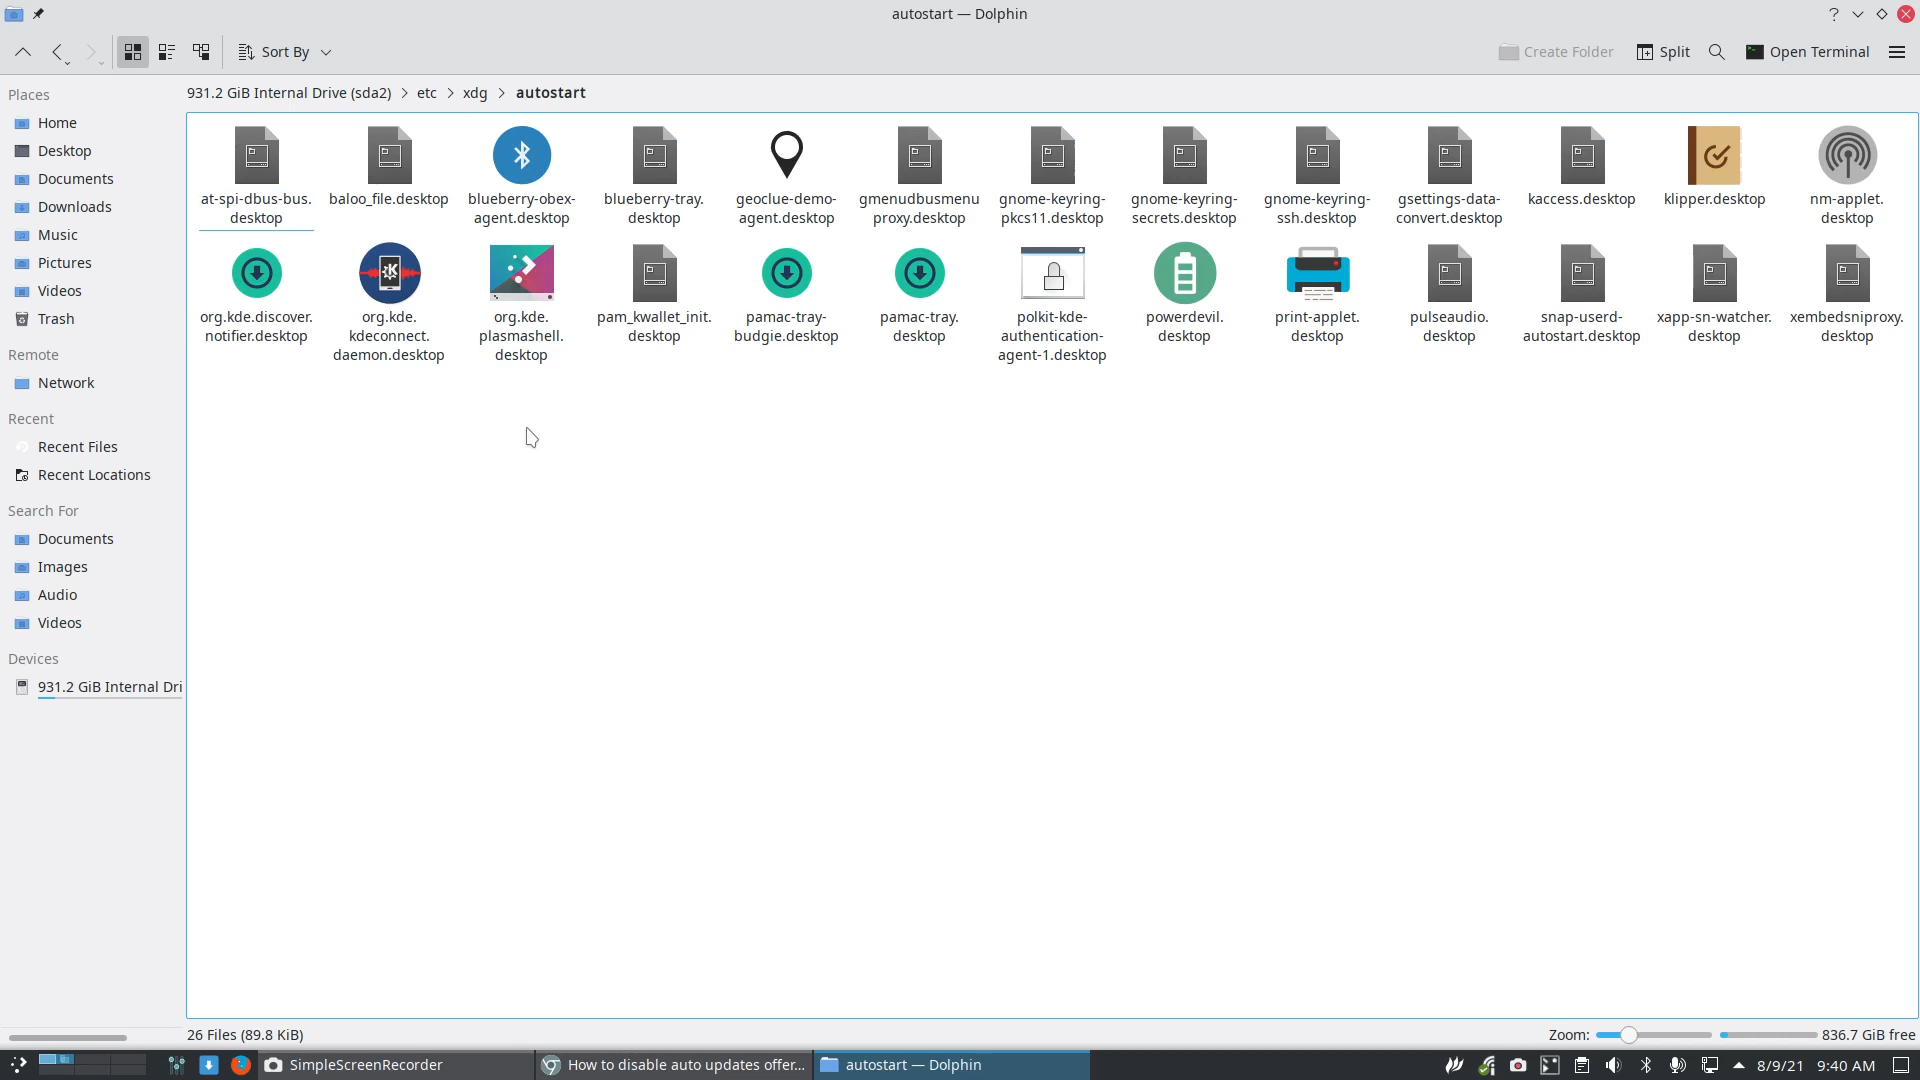 autostart — Dolphin
?
Sort By
Create Folder
Split
Open Terminal
Places
Home
Desktop
Documents
Downloads
Music
Pictures
Videos
Trash
Remote
Network
Recent
Recent Files
Recent Locations
Search For
Documents
Images
Audio
Videos
Devices
931.2 GiB Internal Dri
931.2 GiB Internal Drive (sda2) > etc > xdg > autostart
at-spi-dbus-bus.
desktop
baloo_file.desktop
blueberry-obex-
agent.desktop
blueberry-tray.
desktop
geoclue-demo-
agent.desktop
gmenudbusmenu
proxy.desktop
gnome-keyring-
pkcs11.desktop
gnome-keyring-
secrets.desktop
gnome-keyring-
ssh.desktop
gsettings-data-
convert.desktop
kaccess.desktop
klipper.desktop
nm-applet.
desktop
org.kde.discover.
notifier.desktop
org.kde.
kdeconnect.
daemon.desktop
org.kde.
plasmashell.
desktop
pam_kwallet_init.
desktop
pamac-tray-
budgie.desktop
pamac-tray.
desktop
polkit-kde-
authentication-
agent-1.desktop
powerdevil.
desktop
print-applet.
desktop
pulseaudio.
desktop
snap-userd-
autostart.desktop
xapp-sn-watcher.
desktop
xembedsniproxy.
desktop
26 Files (89.8 KiB)
Zoom:
836.7 GiB free
SimpleScreenRecorder
How to disable auto updates offer...
autostart — Dolphin
8/9/21
9:40 AM